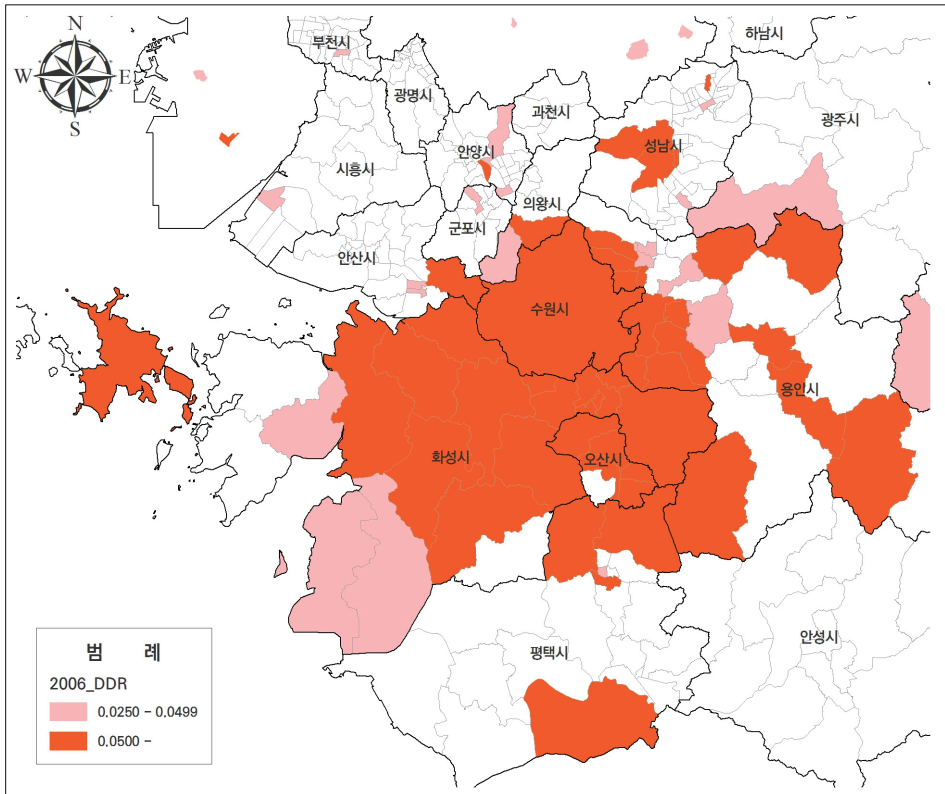 N
W E
S
부천시
하남시
광명시
과천시
광주시
안양시
성남시
시흥시
의왕시
군포시
안산시
수원시
용안시
화성시
오산시
안성시
평택시
범 례
2006_DDR
0.0250 - 0.0499
0.0500 -